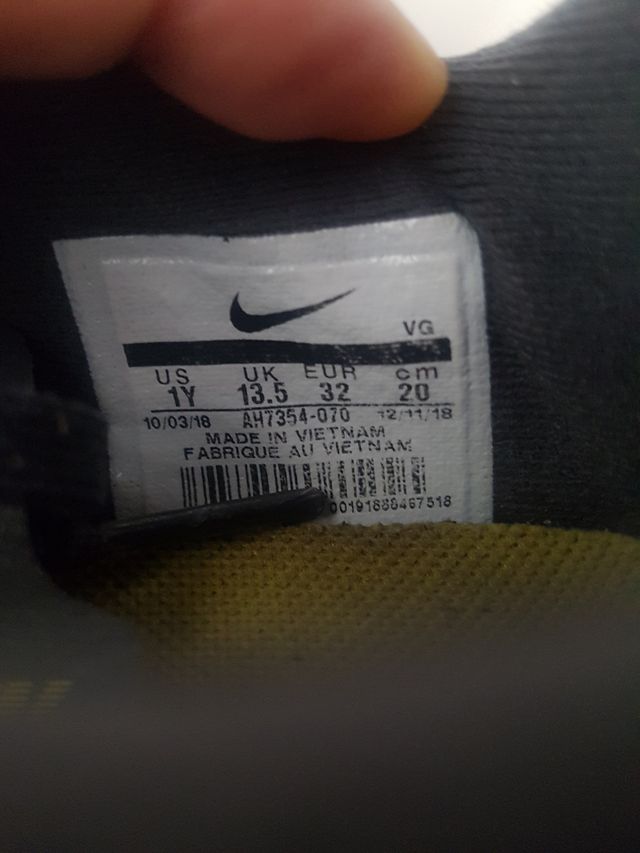 VG
US UK EUR cm
1Y 13.5 32 20
10/03/18 AH7354-070 12/11/18
MADE IN VIETNAM
FABRIQUE AU VIETNAM
00191888467518